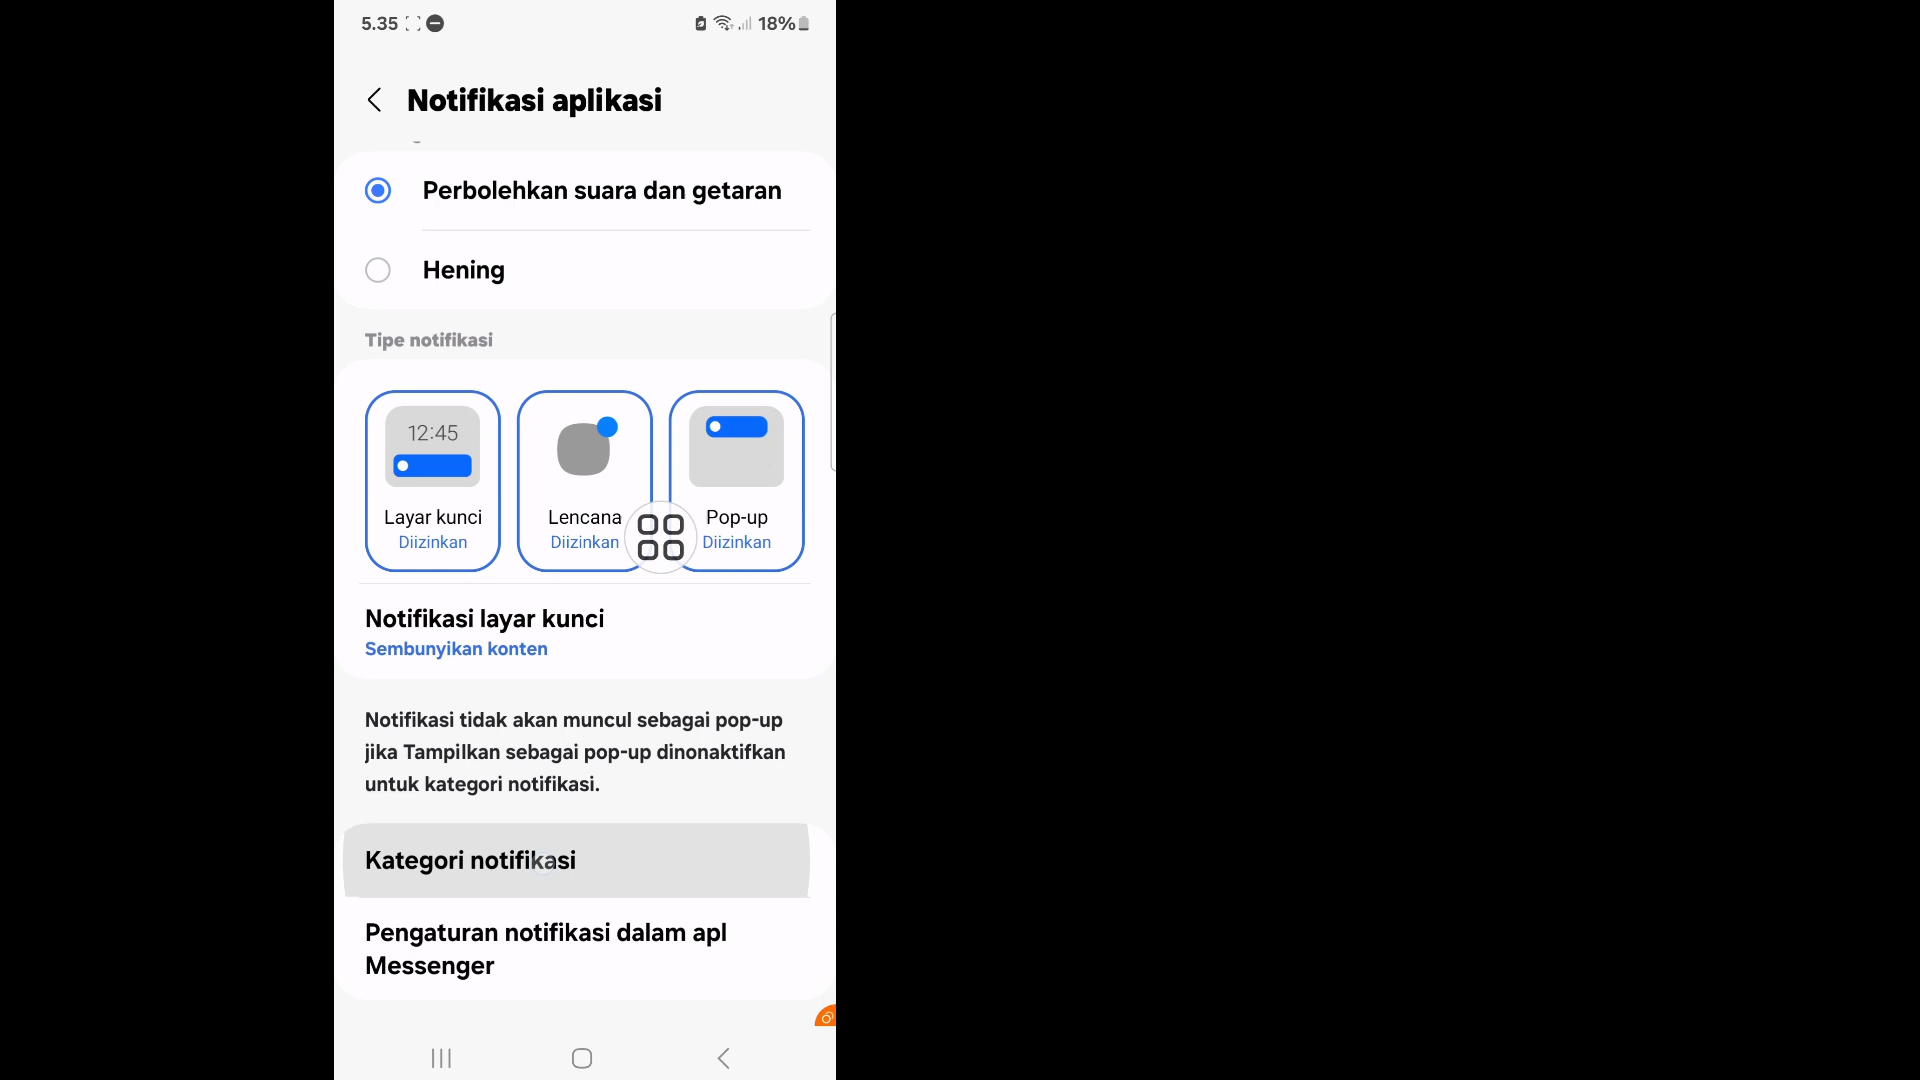 5.35
18%
Notifikasi aplikasi
Perbolehkan suara dan getaran
Hening
Tipe notifikasi
12:45
Layar kunci
Lencana
Pop-up
Diizinkan
Diizinkan
Diizinkan
Notifikasi layar kunci
Sembunyikan konten
Notifikasi tidak akan muncul sebagai pop-up
jika Tampilkan sebagai pop-up dinonaktifkan
untuk kategori notifikasi.
Kategori notifikasi
Pengaturan notifikasi dalam apl
Messenger